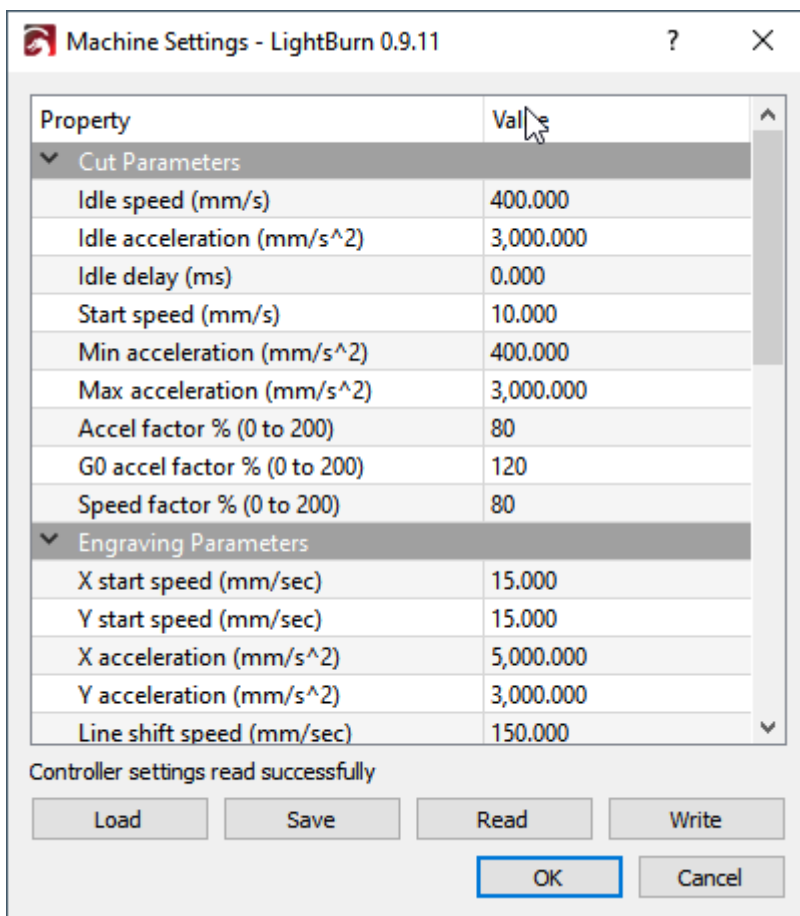 Machine Settings - LightBurn 0.9.11 ?
Property Value
Cut Parameters
Idle speed (mm/s) 400.000
Idle acceleration (mm/s^2) 3,000.000
Idle delay (ms) 0.000
Start speed (mm/s) 10.000
Min acceleration (mm/s^2) 400.000
Max acceleration (mm/s^2) 3,000.000
Accel factor % (0 to 200) 80
G0 accel factor % (0 to 200) 120
Speed factor % (0 to 200) 80
Engraving Parameters
X start speed (mm/sec) 15.000
Y start speed (mm/sec) 15.000
X acceleration (mm/s^2) 5,000.000
Y acceleration (mm/s^2) 3,000.000
Line shift speed (mm/sec) 150.000
Controller settings read successfully
Load Save Read Write
OK Cancel